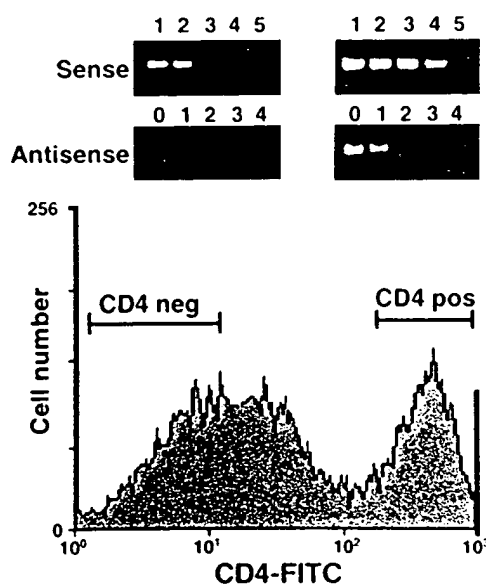 1 2 3 4 5
1 2 3 4 5
Sense
0 1 2 3 4
0 1 2 3 4
Antisense
256
CD4 neg
CD4 pos
Cell number
0
10⁰ 10¹ 10² 10³
CD4-FITC